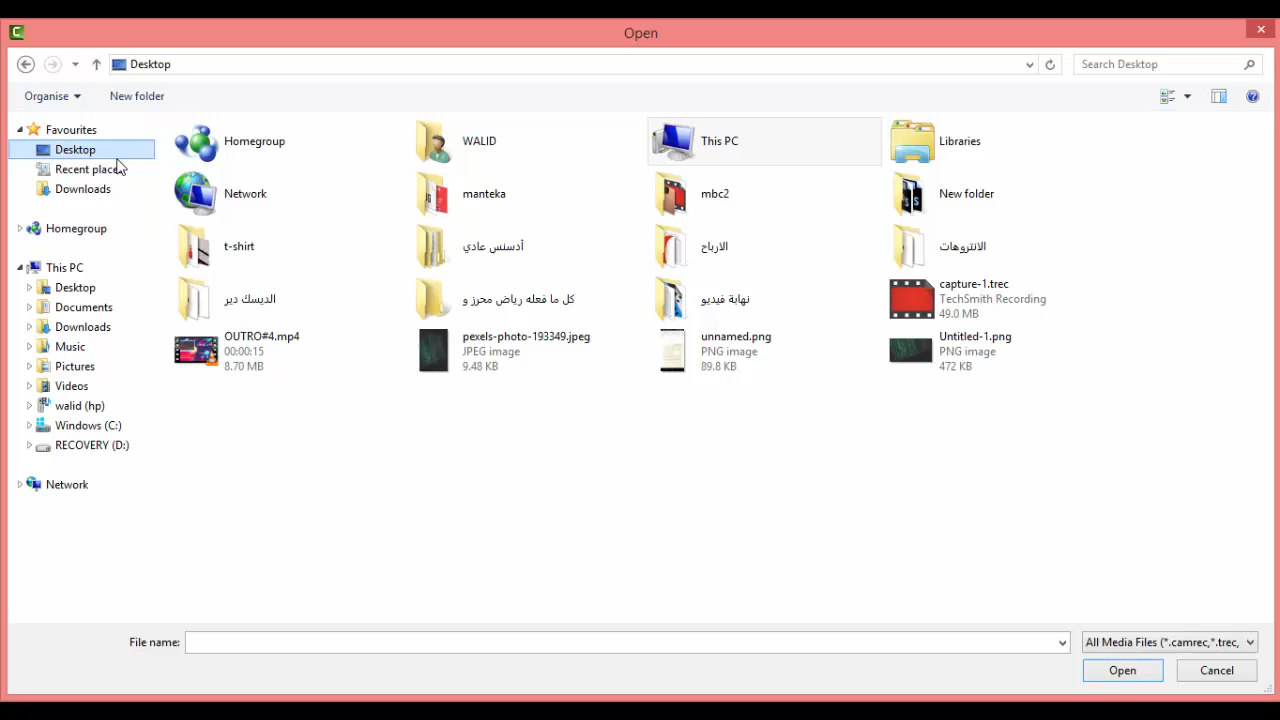 Open
Desktop
Search Desktop
Organise
New folder
Favourites
Desktop
Recent places
Downloads
Homegroup
This PC
Desktop
Documents
Downloads
Music
Pictures
Videos
walid (hp)
Windows (C:)
RECOVERY (D:)
Network
Homegroup
WALID
This PC
Libraries
Network
manteka
mbc2
New folder
t-shirt
أدسنس عادي
الارباح
الانتروهات
الديسك دير
كل ما فعله رياض محرز و
نهاية فيديو
capture-1.trec
TechSmith Recording
49.0 MB
OUTRO#4.mp4
00:00:15
8.70 MB
pexels-photo-193349.jpeg
JPEG image
9.48 KB
unnamed.png
PNG image
89.8 KB
Untitled-1.png
PNG image
472 KB
File name:
All Media Files (*.camrec,*.trec,
Open
Cancel